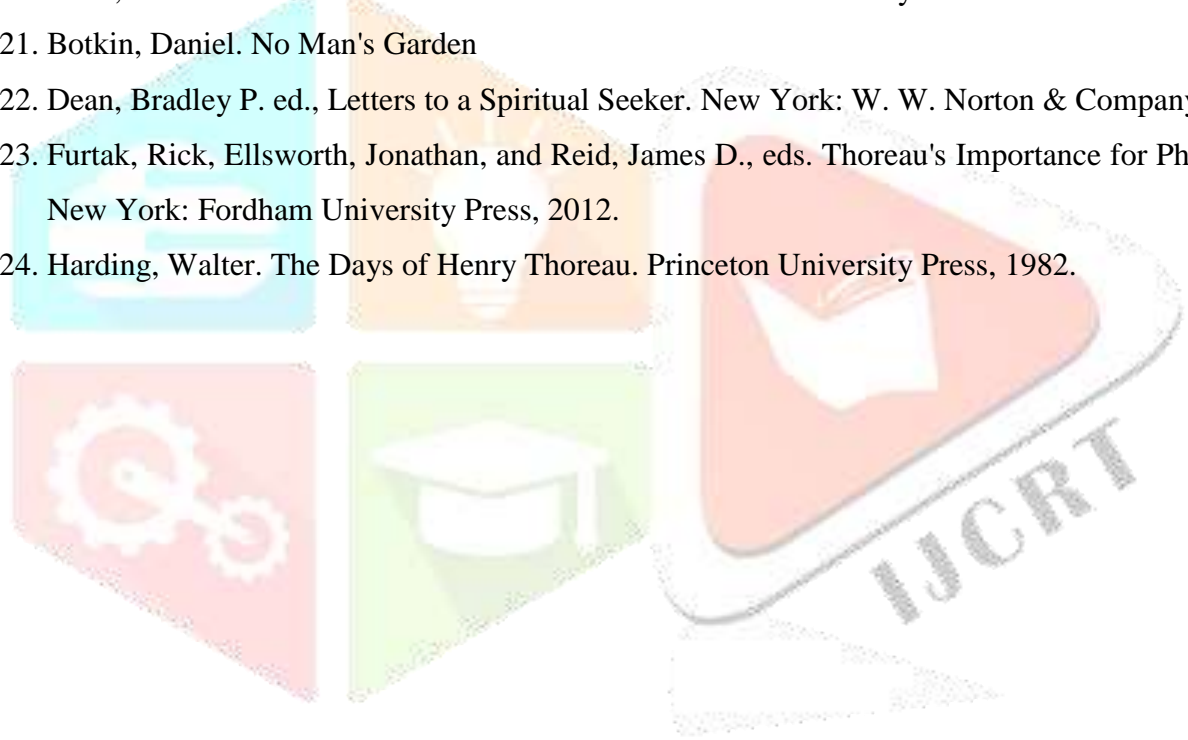 21. Botkin, Daniel. No Man's Garden
22. Dean, Bradley P. ed., Letters to a Spiritual Seeker. New York: W. W. Norton & Company
23. Furtak, Rick, Ellsworth, Jonathan, and Reid, James D., eds. Thoreau's Importance for Ph
New York: Fordham University Press, 2012.
24. Harding, Walter. The Days of Henry Thoreau. Princeton University Press, 1982.
IJCRT